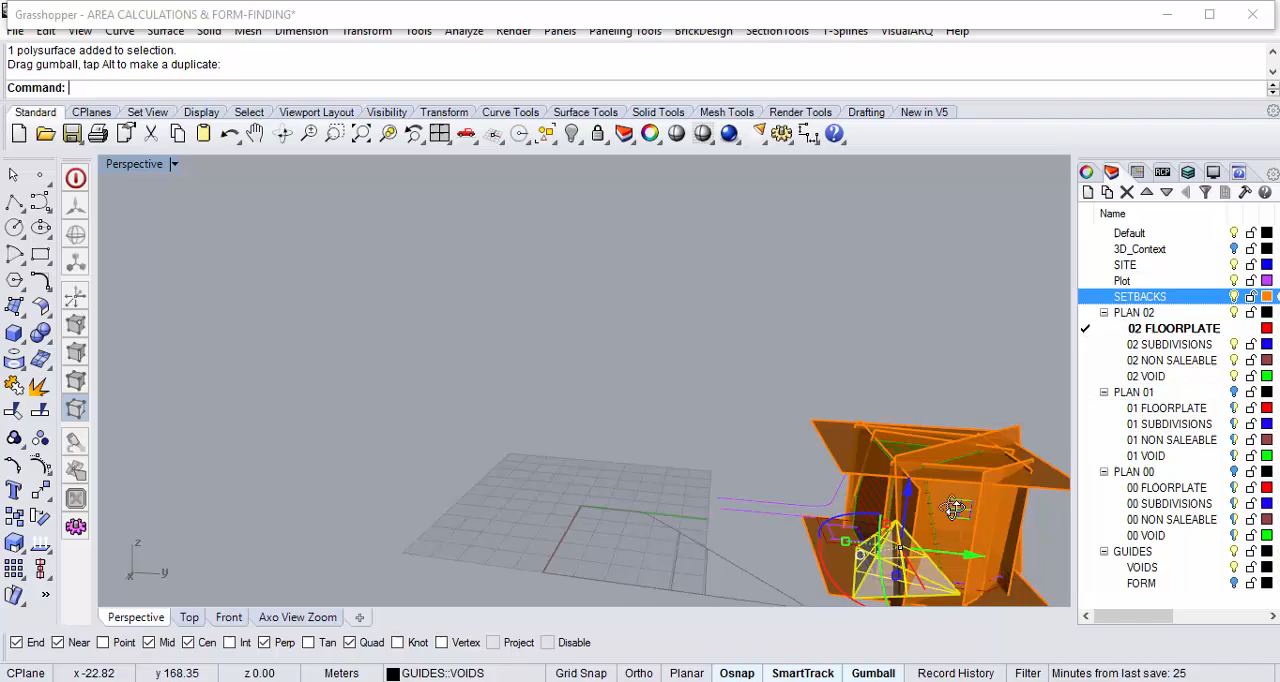 Grasshopper - AREA CALCULATIONS & FORM-FINDING*
File Edit View Curve Surface Solid Mesh Dimension Transform Tools Analyze Render Panels Paneling Tools BrickDesign SectionTools T-Splines VisualARQ Help
1 polysurface added to selection.
Drag gumball, tap Alt to make a duplicate:
Command:
Standard CPlanes Set View Display Select Viewport Layout Visibility Transform Curve Tools Surface Tools Solid Tools Mesh Tools Render Tools Drafting New in V5
Perspective
Name
Default
3D_Context
SITE
Plot
SETBACKS
PLAN 02
02 FLOORPLATE
02 SUBDIVISIONS
02 NON SALEABLE
02 VOID
PLAN 01
01 FLOORPLATE
01 SUBDIVISIONS
01 NON SALEABLE
01 VOID
PLAN 00
00 FLOORPLATE
00 SUBDIVISIONS
00 NON SALEABLE
00 VOID
GUIDES
VOIDS
FORM
z
x y
Perspective Top Front Axo View Zoom
End Near Point Mid Cen Int Perp Tan Quad Knot Vertex Project Disable
CPlane x -22.82 y 168.35 z 0.00 Meters GUIDES::VOIDS Grid Snap Ortho Planar Osnap SmartTrack Gumball Record History Filter Minutes from last save: 25